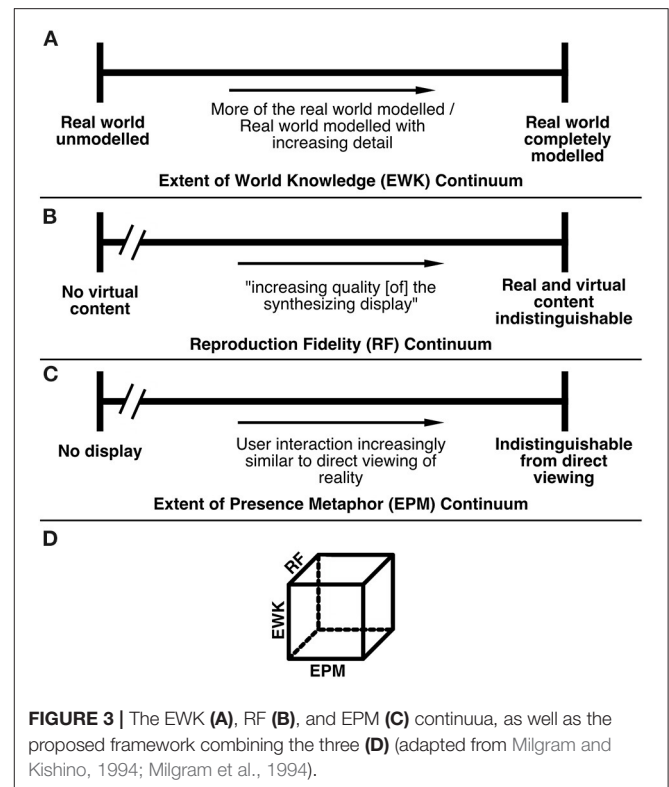 A
Real world
unmodelled
More of the real world modelled /
Real world modelled with
increasing detail
Real world
completely
modelled
Extent of World Knowledge (EWK) Continuum
B
No virtual
content
"increasing quality [of] the
synthesizing display"
Real and virtual
content
indistinguishable
Reproduction Fidelity (RF) Continuum
C
No display
User interaction increasingly
similar to direct viewing of
reality
Indistinguishable
from direct
viewing
Extent of Presence Metaphor (EPM) Continuum
D
RF
EWK
EPM
FIGURE 3 | The EWK (A), RF (B), and EPM (C) continuua, as well as the
proposed framework combining the three (D) (adapted from Milgram and
Kishino, 1994; Milgram et al., 1994).